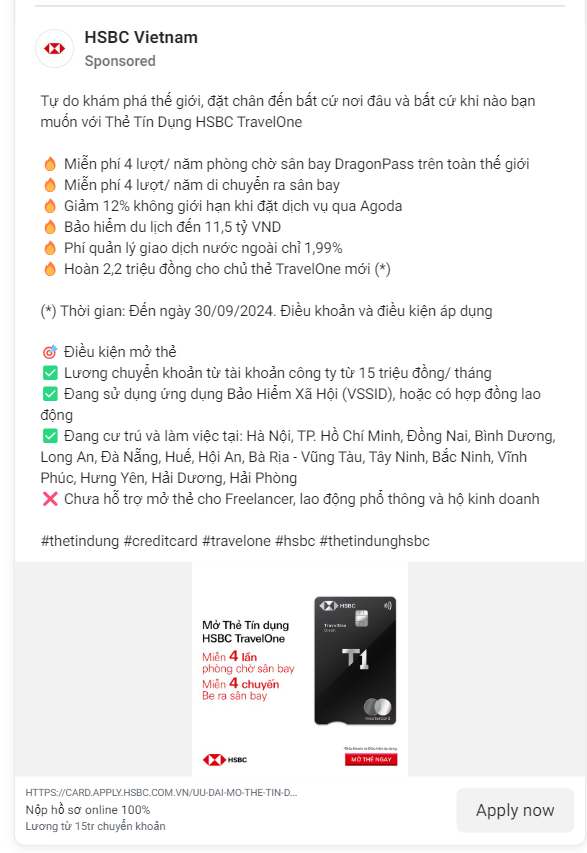 HSBC Vietnam
Sponsored
Tự do khám phá thế giới, đặt chân đến bất cứ nơi đâu và bất cứ khi nào bạn
muốn với Thẻ Tín Dụng HSBC TravelOne
🔥 Miễn phí 4 lượt/ năm phòng chờ sân bay DragonPass trên toàn thế giới
🔥 Miễn phí 4 lượt/ năm di chuyển ra sân bay
🔥 Giảm 12% không giới hạn khi đặt dịch vụ qua Agoda
🔥 Bảo hiểm du lịch đến 11,5 tỷ VND
🔥 Phí quản lý giao dịch nước ngoài chỉ 1,99%
🔥 Hoàn 2,2 triệu đồng cho chủ thẻ TravelOne mới (*)
(*) Thời gian: Đến ngày 30/09/2024. Điều khoản và điều kiện áp dụng
🎯 Điều kiện mở thẻ
✅ Lương chuyển khoản từ tài khoản công ty từ 15 triệu đồng/ tháng
✅ Đang sử dụng ứng dụng Bảo Hiểm Xã Hội (VSSID), hoặc có hợp đồng lao
động
✅ Đang cư trú và làm việc tại: Hà Nội, TP. Hồ Chí Minh, Đồng Nai, Bình Dương,
Long An, Đà Nẵng, Huế, Hội An, Bà Rịa - Vũng Tàu, Tây Ninh, Bắc Ninh, Vĩnh
Phúc, Hưng Yên, Hải Dương, Hải Phòng
❌ Chưa hỗ trợ mở thẻ cho Freelancer, lao động phổ thông và hộ kinh doanh
#thetindung #creditcard #travelone #hsbc #thetindunghsbc
Mở Thẻ Tín dụng
HSBC TravelOne
Miễn 4 lần
phòng chờ sân bay
Miễn 4 chuyến
Be ra sân bay
HSBC
TravelOne
Credit
T1
mastercard
HSBC
*Điều khoản và Điều kiện áp dụng
MỞ THẺ NGAY
HTTPS://CARD.APPLY.HSBC.COM.VN/UU-DAI-MO-THE-TIN-D...
Nộp hồ sơ online 100%
Lương từ 15tr chuyển khoản
Apply now